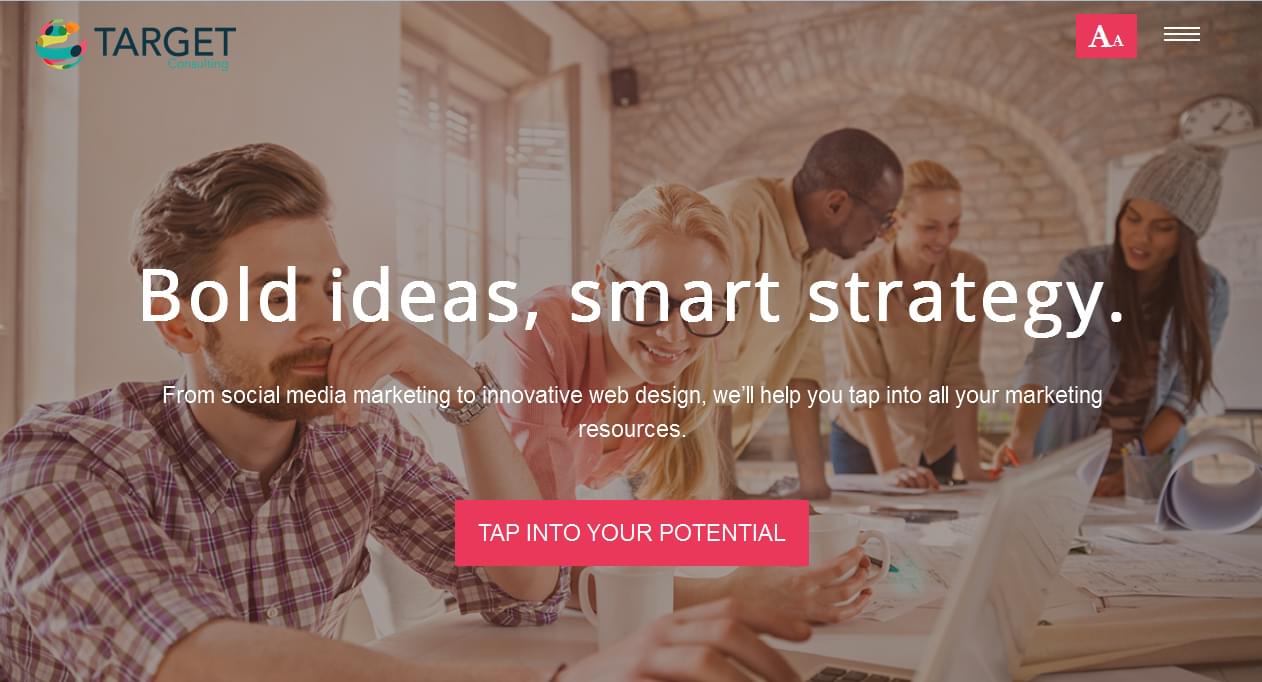 TARGET
Consulting
AA
Bold ideas, smart strategy.
From social media marketing to innovative web design, we’ll help you tap into all your marketing
resources.
TAP INTO YOUR POTENTIAL